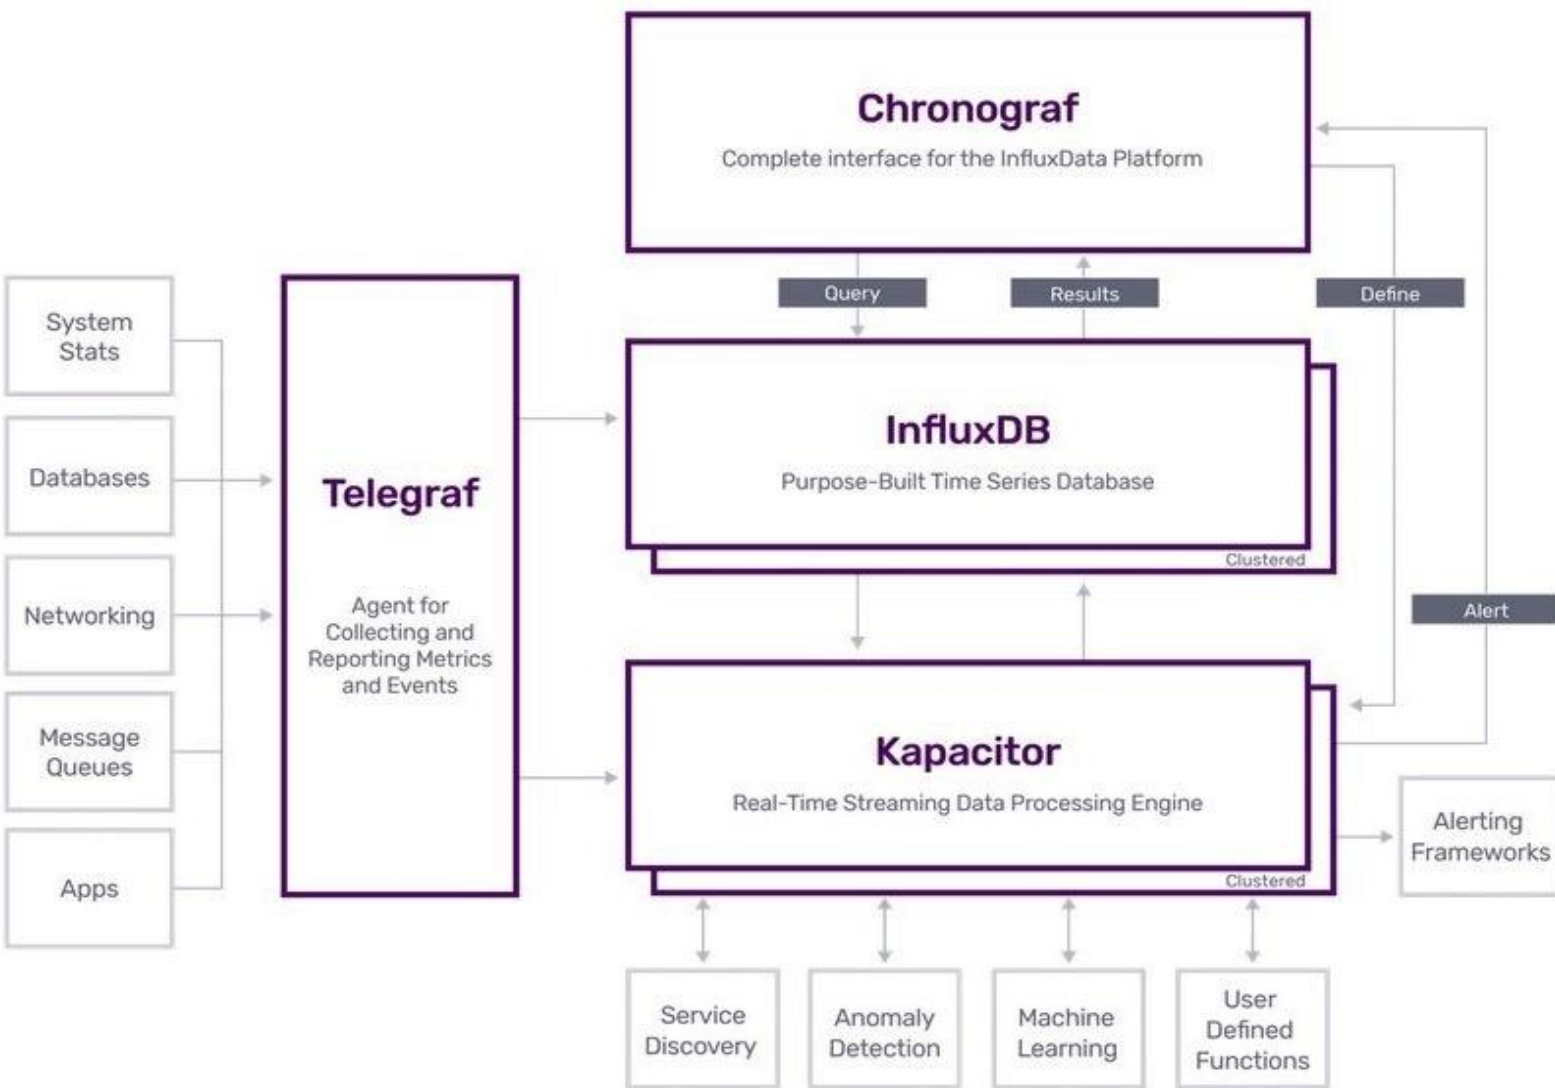 Chronograf
Complete interface for the InfluxData Platform
Query
Results
Define
System
Stats
Databases
Networking
Message
Queues
Apps
Telegraf
Agent for
Collecting and
Reporting Metrics
and Events
InfluxDB
Purpose-Built Time Series Database
Clustered
Alert
Kapacitor
Real-Time Streaming Data Processing Engine
Clustered
Alerting
Frameworks
Service
Discovery
Anomaly
Detection
Machine
Learning
User
Defined
Functions